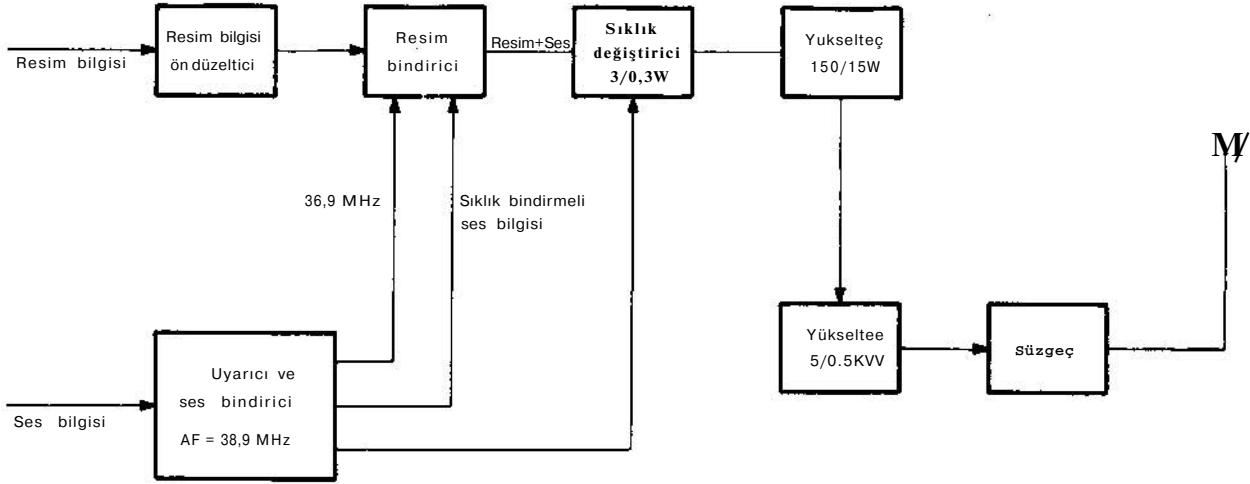 Resim bilgisi
Resim bilgisi
ön düzeltici
Resim
bindirici
Resim+Ses
Sıklık
değiştirici
3/0,3W
Yukselteç
150/15W
36,9 MHz
Sıklık bindirmeli
ses bilgisi
Ses bilgisi
Uyarıcı ve
ses bindirici
AF = 38,9 MHz
Yükseltee
5/0.5KVV
Süzgeç
M/